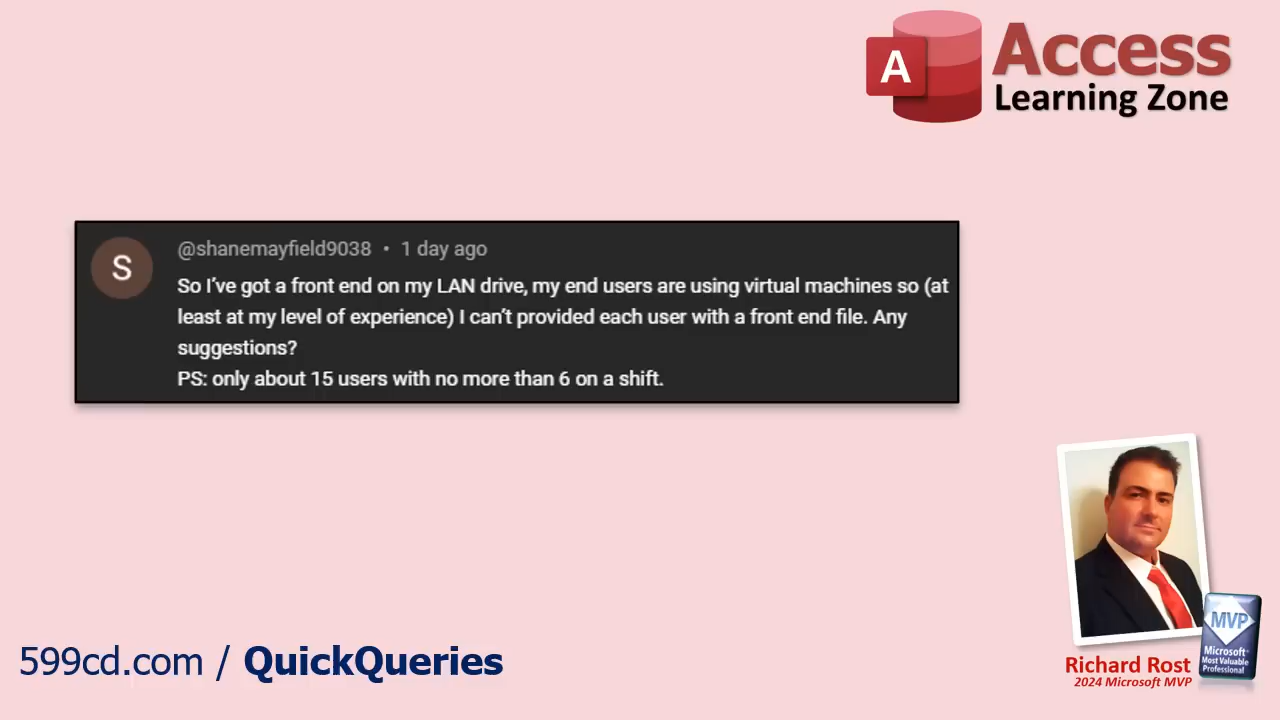 A
Access
Learning Zone
S
@shanemayfield9038 • 1 day ago
So I've got a front end on my LAN drive, my end users are using virtual machines so (at
least at my level of experience) I can't provided each user with a front end file. Any
suggestions?
PS: only about 15 users with no more than 6 on a shift.
MVP
Microsoft
Most Valuable
Professional
Richard Rost
2024 Microsoft MVP
599cd.com / QuickQueries